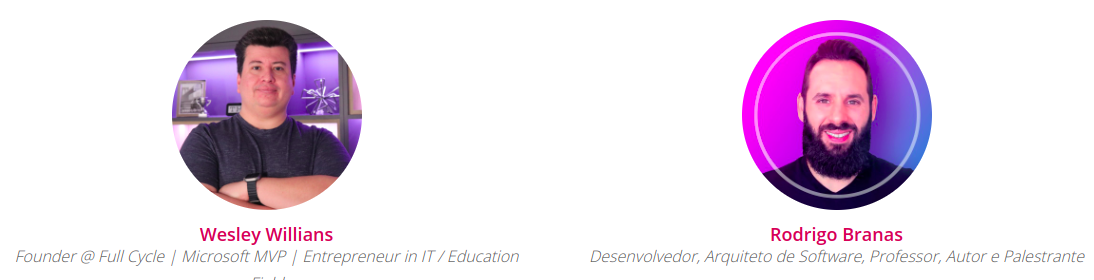 Wesley Willians
Founder @ Full Cycle | Microsoft MVP | Entrepreneur in IT / Education
Rodrigo Branas
Desenvolvedor, Arquiteto de Software, Professor, Autor e Palestrante